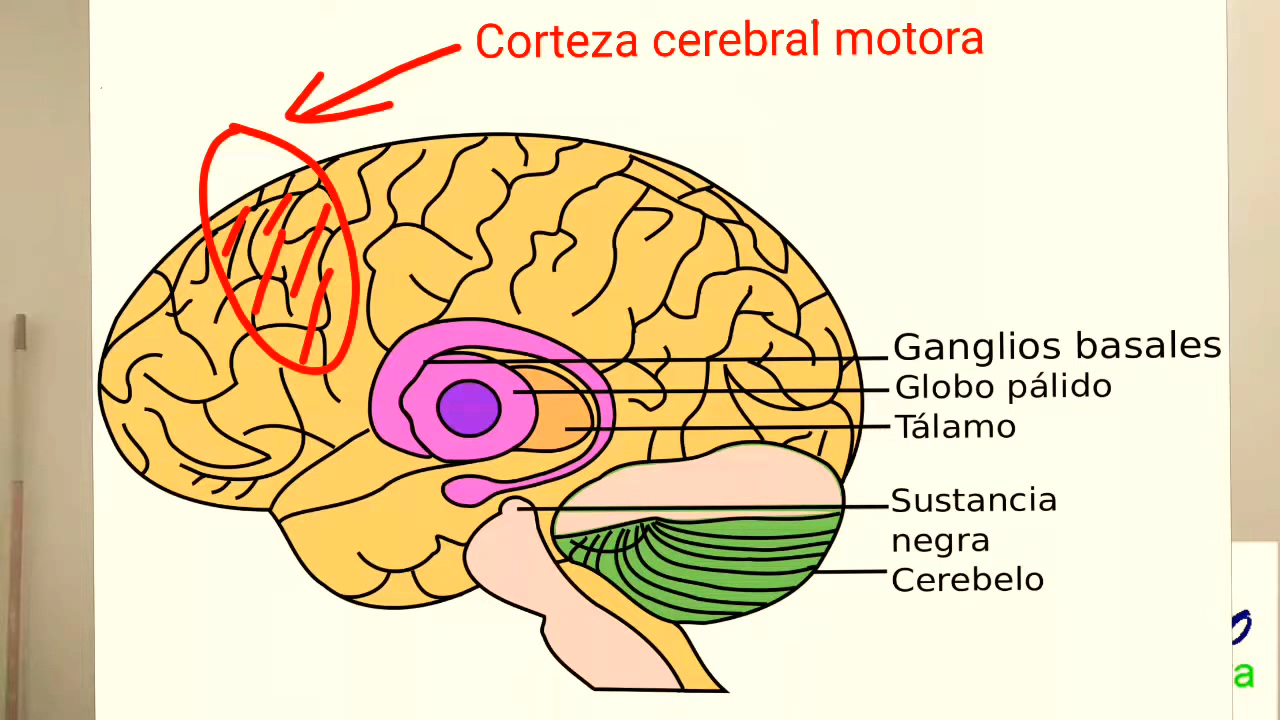 Corteza cerebral motora
Ganglios basales
Globo pálido
Tálamo
Sustancia
negra
Cerebelo
a